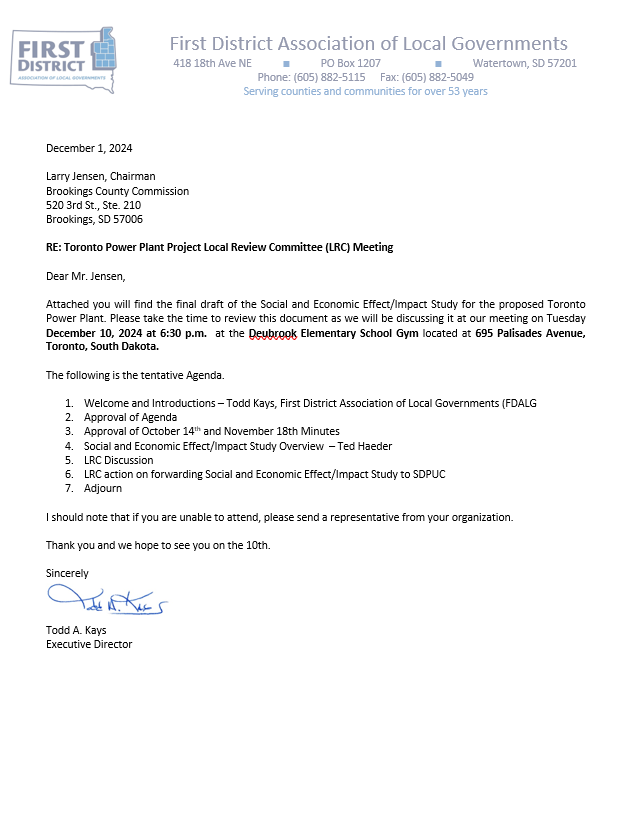 FIRST
DISTRICT
ASSOCIATION OF LOCAL GOVERNMENTS
First District Association of Local Governments
418 18th Ave NE ■ PO Box 1207 ■ Watertown, SD 57201
Phone: (605) 882-5115 Fax: (605) 882-5049
Serving counties and communities for over 53 years
December 1, 2024
Larry Jensen, Chairman
Brookings County Commission
520 3rd St., Ste. 210
Brookings, SD 57006
RE: Toronto Power Plant Project Local Review Committee (LRC) Meeting
Dear Mr. Jensen,
Attached you will find the final draft of the Social and Economic Effect/Impact Study for the proposed Toronto
Power Plant. Please take the time to review this document as we will be discussing it at our meeting on Tuesday
December 10, 2024 at 6:30 p.m. at the Deubrook Elementary School Gym located at 695 Palisades Avenue,
Toronto, South Dakota.
The following is the tentative Agenda.
1. Welcome and Introductions – Todd Kays, First District Association of Local Governments (FDALG
2. Approval of Agenda
3. Approval of October 14th and November 18th Minutes
4. Social and Economic Effect/Impact Study Overview – Ted Haeder
5. LRC Discussion
6. LRC action on forwarding Social and Economic Effect/Impact Study to SDPUC
7. Adjourn
I should note that if you are unable to attend, please send a representative from your organization.
Thank you and we hope to see you on the 10th.
Sincerely
Todd A. Kays
Todd A. Kays
Executive Director